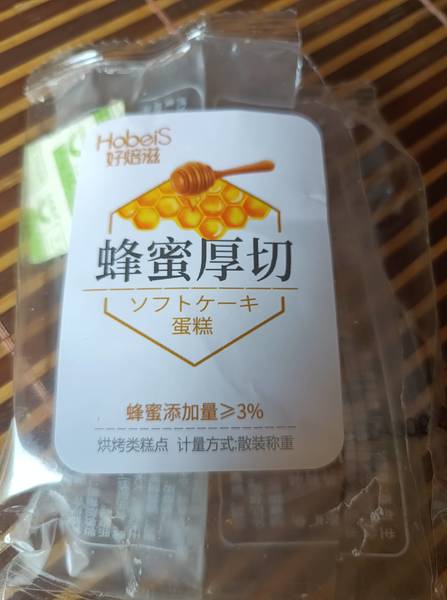 HobeiS
好焙滋
蜂蜜厚切
ソフトケーキ
蛋糕
蜂蜜添加量≥3%
烘烤类糕点 计量方式:散装称重